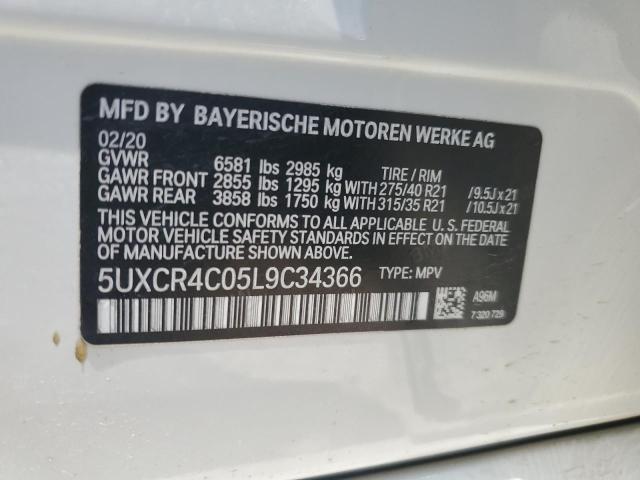 MFD BY BAYERISCHE MOTOREN WERKE AG
02/20
GVWR 6581 lbs 2985 kg TIRE / RIM
GAWR FRONT 2855 lbs 1295 kg WITH 275/40 R21 /9.5J x 21
GAWR REAR 3858 lbs 1750 kg WITH 315/35 R21 /10.5J x 21
THIS VEHICLE CONFORMS TO ALL APPLICABLE U. S. FEDERAL
MOTOR VEHICLE SAFETY STANDARDS IN EFFECT ON THE DATE
OF MANUFACTURE SHOWN ABOVE.
5UXCR4C05L9C34366 TYPE: MPV
A96M
7 320 729